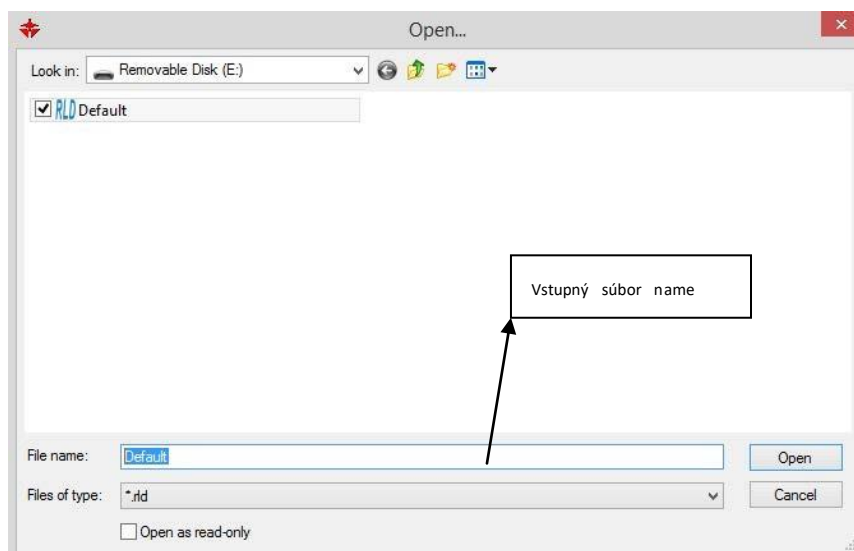 Open...
Look in: Removable Disk (E:)
RLD Default
Vstupný súbor name
File name: Default Open
Files of type: *.rld Cancel
Open as read-only